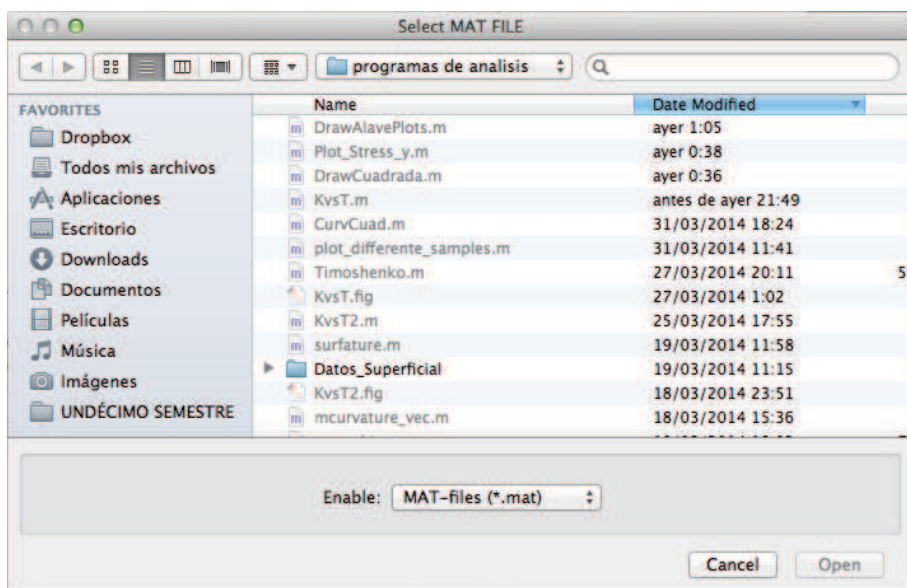 Select MAT FILE
programas de analisis
FAVORITES
Dropbox
Todos mis archivos
Aplicaciones
Escritorio
Downloads
Documentos
Películas
Música
Imágenes
UNDÉCIMO SEMESTRE
Name Date Modified
DrawAlavePlots.m ayer 1:05
Plot_Stress_y.m ayer 0:38
DrawCuadrada.m ayer 0:36
KvsT.m antes de ayer 21:49
CurvCuad.m 31/03/2014 18:24
plot_differente_samples.m 31/03/2014 11:41
Timoshenko.m 27/03/2014 20:11 5
KvsT.fig 27/03/2014 1:02
KvsT2.m 25/03/2014 17:55
surfature.m 19/03/2014 11:58
Datos_Superficial 19/03/2014 11:15
KvsT2.fig 18/03/2014 23:51
mcurvature_vec.m 18/03/2014 15:36
Enable: MAT-files (*.mat)
Cancel Open